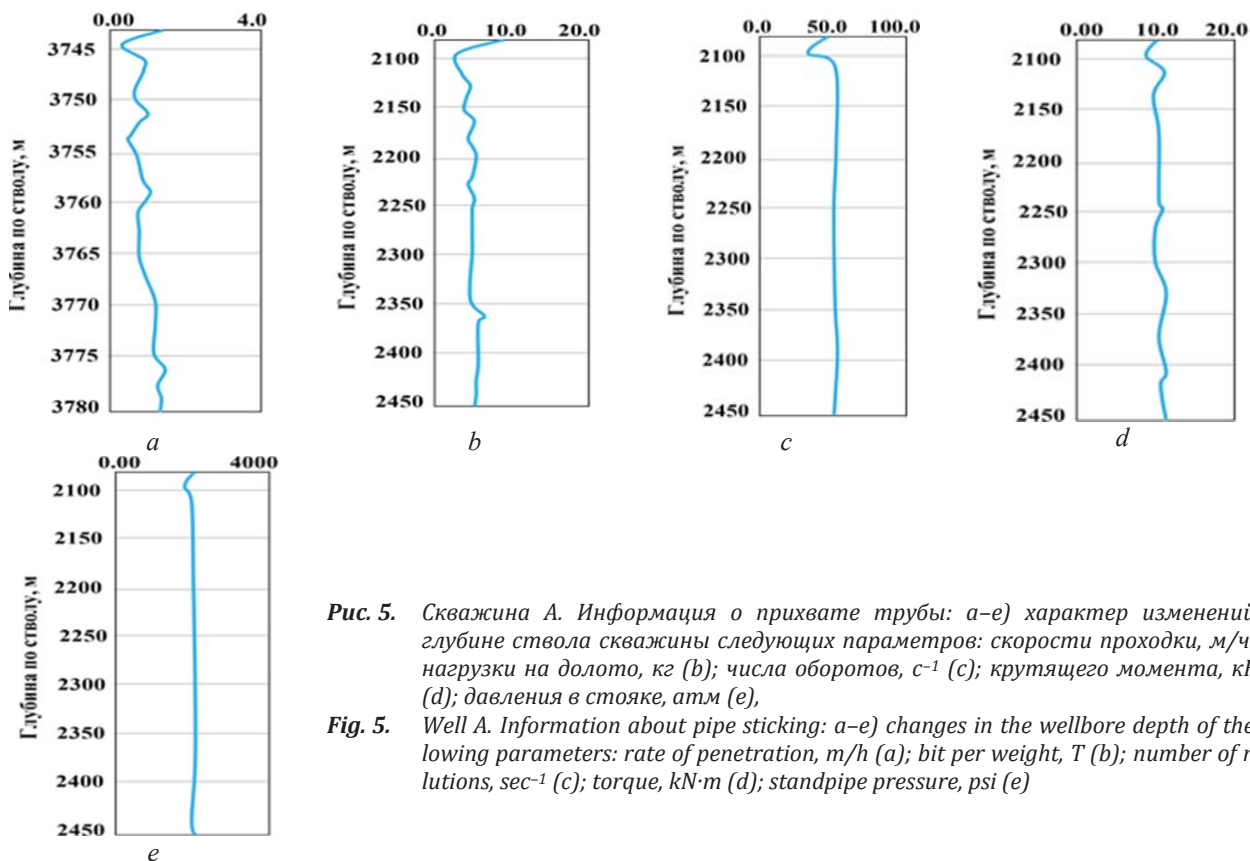 0.00 4.0
3745
3750
3755
3760
3765
3770
3775
3780
Глубина по стволу, м
a
0.0 10.0 20.0
2100
2150
2200
2250
2300
2350
2400
2450
Глубина по стволу, м
b
0.0 50.0 100.0
2100
2150
2200
2250
2300
2350
2400
2450
Глубина по стволу, м
c
0.00 10.0 20.0
2100
2150
2200
2250
2300
2350
2400
2450
Глубина по стволу, м
d
0.00 4000
2100
2150
2200
2250
2300
2350
2400
2450
Глубина по стволу, м
e
Рис. 5. Скважина А. Информация о прихвате трубы: a–e) характер изменений
глубине ствола скважины следующих параметров: скорости проходки, м/ч
нагрузки на долото, кг (b); числа оборотов, с⁻¹ (c); крутящего момента, кН
(d); давления в стояке, атм (e),
Fig. 5. Well A. Information about pipe sticking: a–e) changes in the wellbore depth of the
lowing parameters: rate of penetration, m/h (a); bit per weight, T (b); number of r
lutions, sec⁻¹ (c); torque, kN·m (d); standpipe pressure, psi (e)